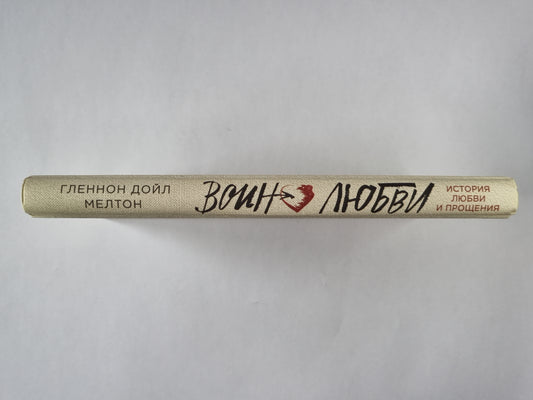 ГЛЕННОН ДОЙЛ
МЕЛТОН
ВОИН ЛЮБВИ
ИСТОРИЯ
ЛЮБВИ
И ПРОЩЕНИЯ